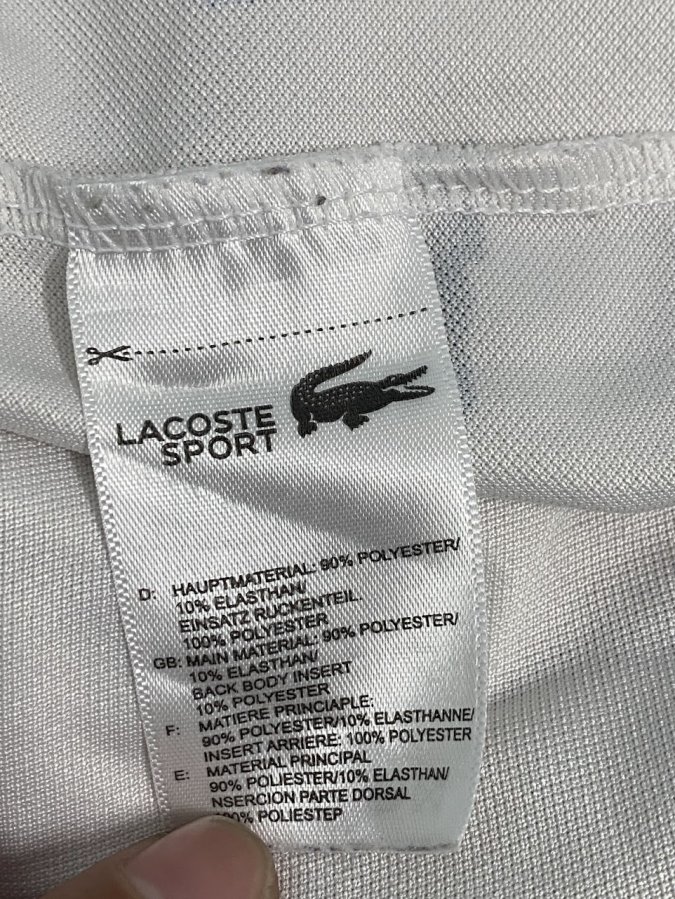 LACOSTE
SPORT
D: HAUPTMATERIAL: 90% POLYESTER/
10% ELASTHAN/
EINSATZ RUCKENTEIL.
100% POLYESTER
GB: MAIN MATERIAL: 90% POLYESTER/
10% ELASTHAN/
BACK BODY INSERT
10% POLYESTER
F: MATIERE PRINCIAPLE:
90% POLYESTER/10% ELASTHANNE/
INSERT ARRIERE: 100% POLYESTER
E: MATERIAL PRINCIPAL
90% POLIESTER/10% ELASTHAN/
NSERCION PARTE DORSAL
00% POLIESTEP